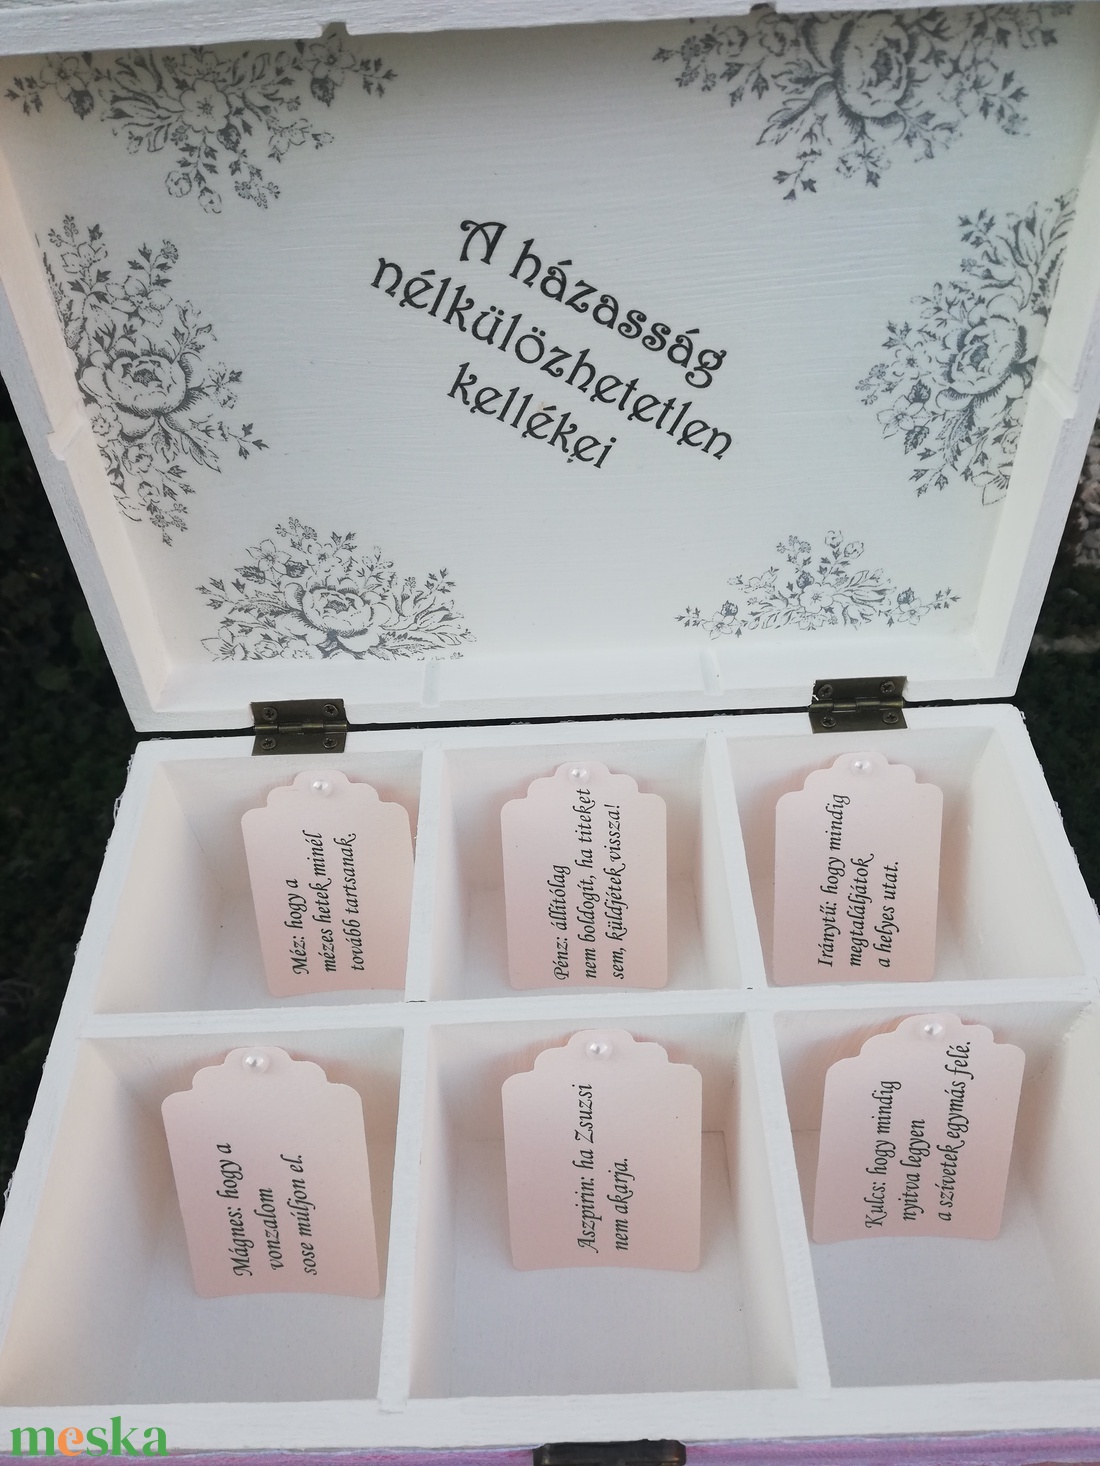 A házasság
nélkülözhetetlen
kellékei
Méz: hogy a
mézes hetek minél
tovább tartsanak.
Pénz: állítólag
nem boldogít, ha titeket
sem, küldjétek vissza!
Iránytű: hogy mindig
megtaláljátok
a helyes utat.
Mágnes: hogy a
vonzalom
sose múljon el.
Aszpirin: ha Zsuzsi
nem akarja.
Kulcs: hogy mindig
nyitva legyen
a szívetek egymás felé.
meska